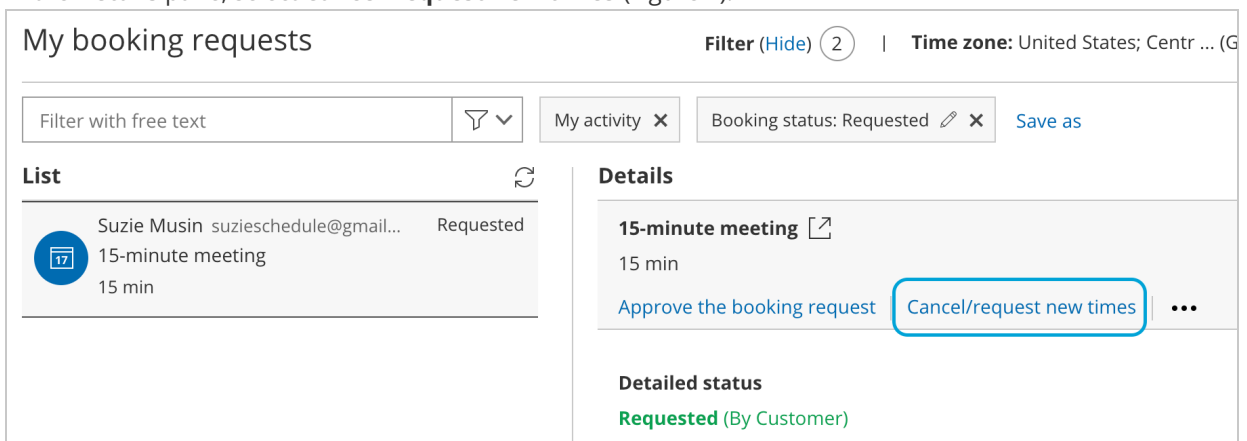 My booking requests
Filter (Hide) 2 | Time zone: United States; Centr ... (G
Filter with free text
My activity
Booking status: Requested
Save as
List
Suzie Musin suzieschedule@gmail... Requested
17
15-minute meeting
15 min
Details
15-minute meeting
15 min
Approve the booking request
Cancel/request new times
Detailed status
Requested (By Customer)